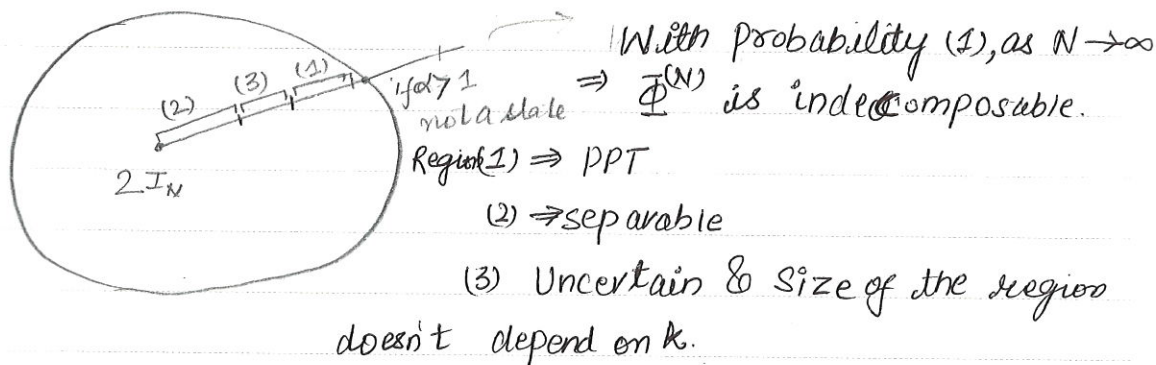 With probability (1), as N→∞
(2) (3) (1) if α > 1 ⇒ Φ^(N) is indecomposable.
not a state
2I_N Region(1) ⇒ PPT
(2) ⇒ separable
(3) Uncertain & Size of the region
doesn't depend on k.